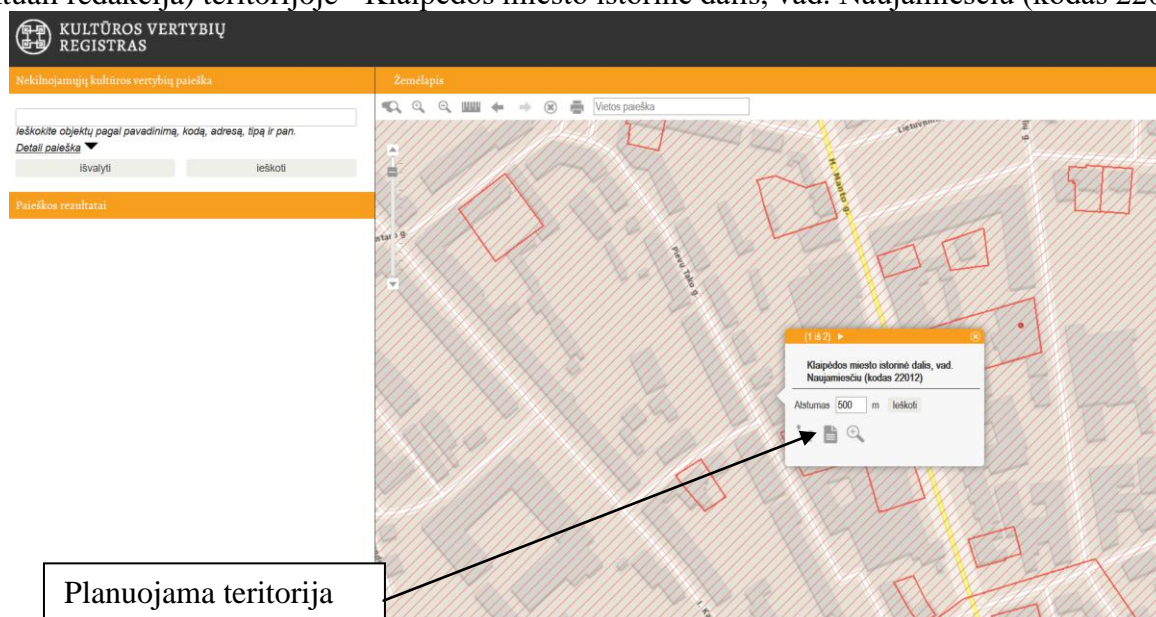 redakcija) teritorijoje - Klaipėdos miesto istorinė dalis, vad. Naujamiesčiu (kodas
KULTŪROS VERTYBIŲ
REGISTRAS
Nekilnojamųjų kultūros vertybių paieška
Žemėlapis
Vietos paieška
Ieškokite objektų pagal pavadinimą, kodą, adresą, tipą ir pan.
Detali paieška
išvalyti
ieškoti
Paieškos rezultatai
H. Manto g.
g.
Pievų Tako g.
(1 iš 2)
Klaipėdos miesto istorinė dalis, vad.
Naujamiesčiu (kodas 22012)
Atstumas 500 m Ieškoti
Planuojama teritorija